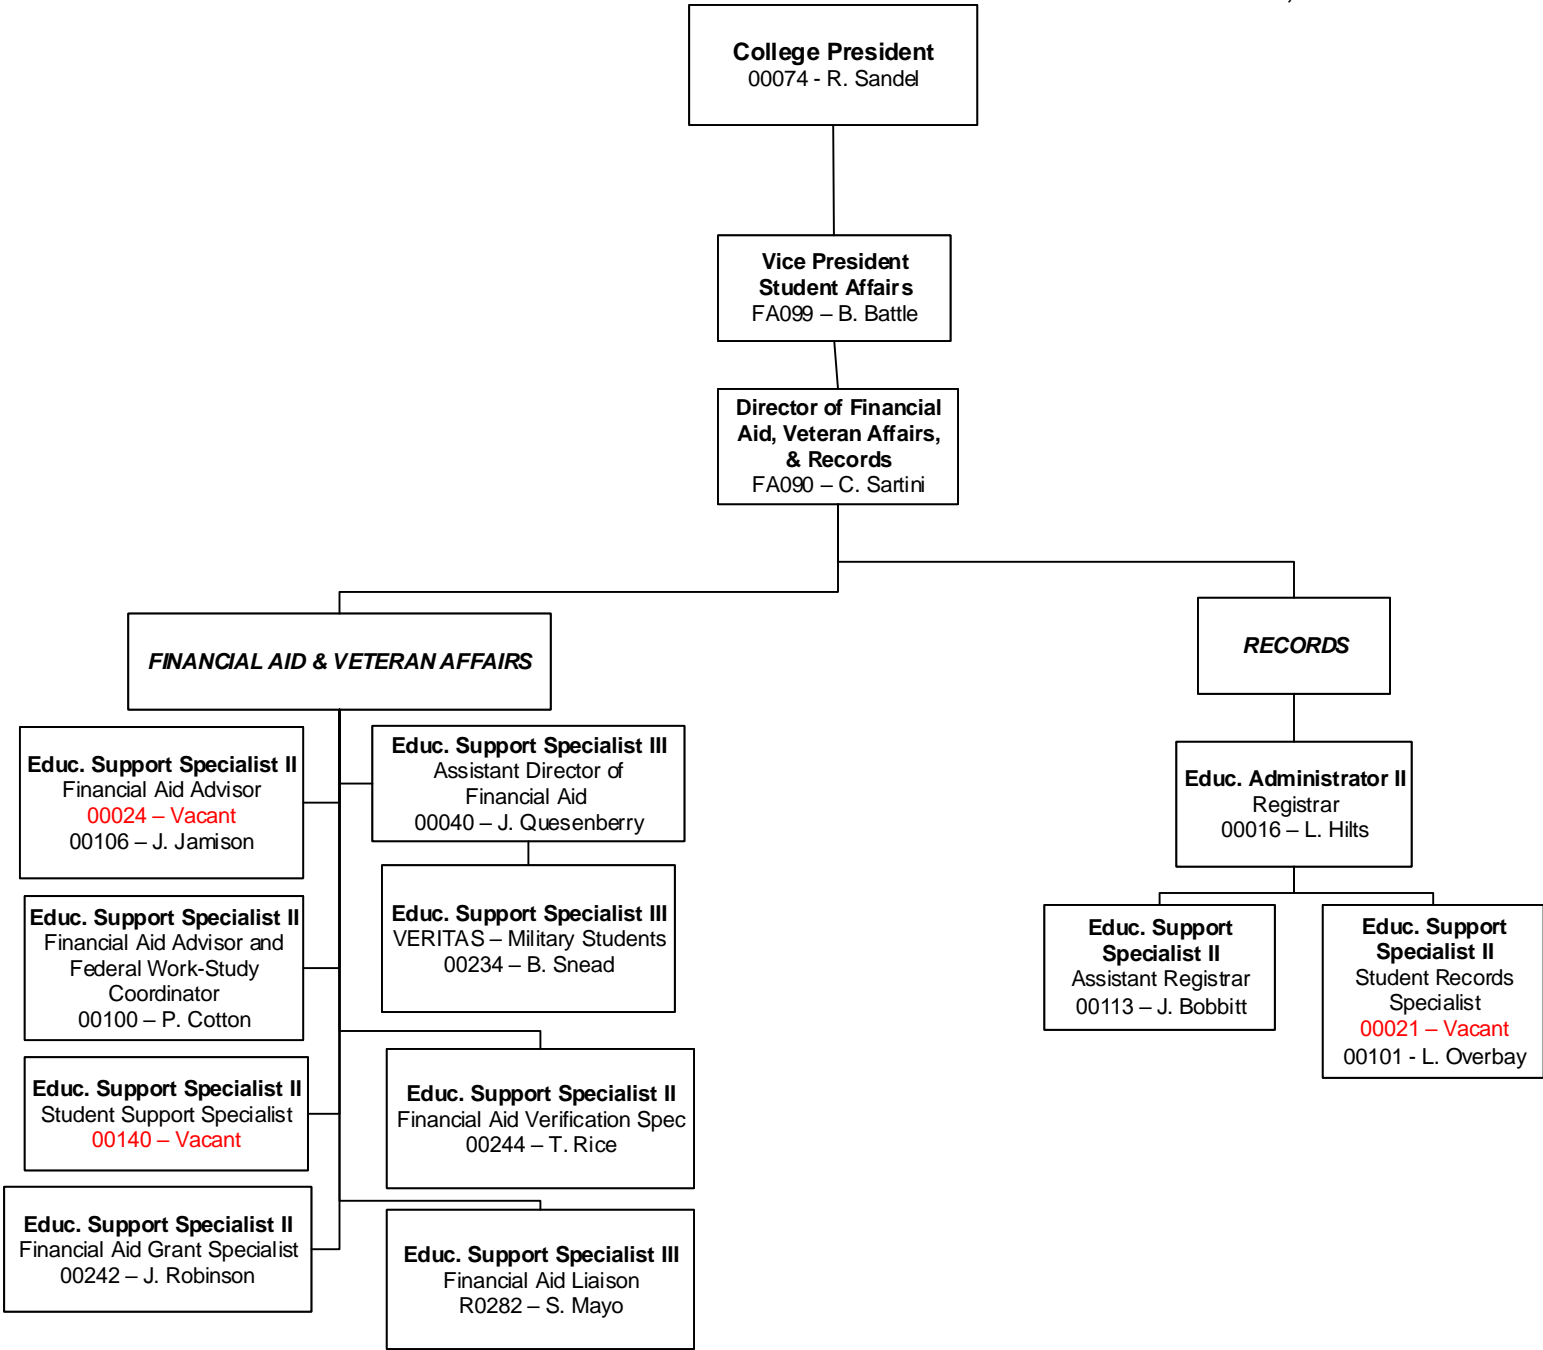 College President
00074 - R. Sandel
Vice President
Student Affairs
FA099 – B. Battle
Director of Financial
Aid, Veteran Affairs,
& Records
FA090 – C. Sartini
FINANCIAL AID & VETERAN AFFAIRS
RECORDS
Educ. Support Specialist II
Financial Aid Advisor
00024 – Vacant
00106 – J. Jamison
Educ. Support Specialist III
Assistant Director of
Financial Aid
00040 – J. Quesenberry
Educ. Administrator II
Registrar
00016 – L. Hilts
Educ. Support Specialist II
Financial Aid Advisor and
Federal Work-Study
Coordinator
00100 – P. Cotton
Educ. Support Specialist III
VERITAS – Military Students
00234 – B. Snead
Educ. Support
Specialist II
Assistant Registrar
00113 – J. Bobbitt
Educ. Support
Specialist II
Student Records
Specialist
00021 – Vacant
00101 - L. Overbay
Educ. Support Specialist II
Student Support Specialist
00140 – Vacant
Educ. Support Specialist II
Financial Aid Verification Spec
00244 – T. Rice
Educ. Support Specialist II
Financial Aid Grant Specialist
00242 – J. Robinson
Educ. Support Specialist III
Financial Aid Liaison
R0282 – S. Mayo